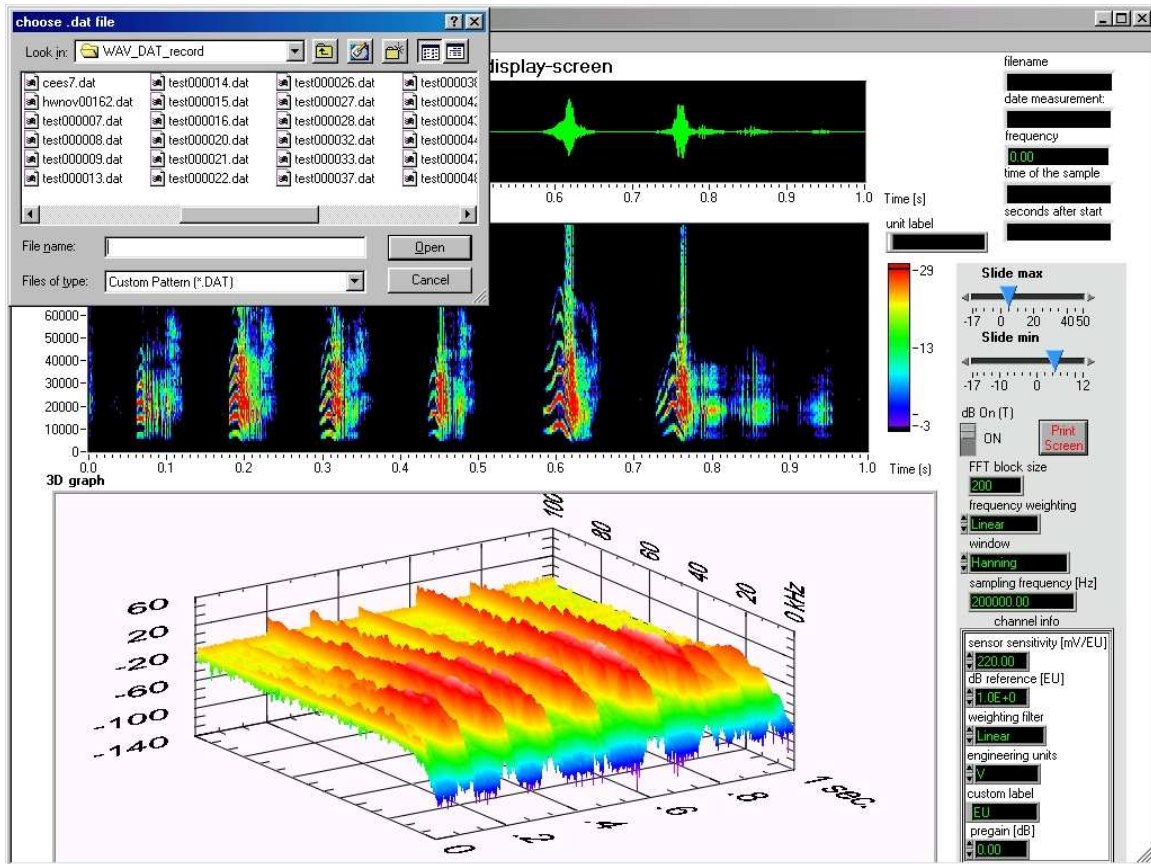 choose .dat file
Look in: WAV_DAT_record
cees7.dat
hwnov00162.dat
test000007.dat
test000008.dat
test000009.dat
test000013.dat
test000014.dat
test000015.dat
test000016.dat
test000020.dat
test000021.dat
test000022.dat
test000026.dat
test000027.dat
test000028.dat
test000032.dat
test000033.dat
test000037.dat
File name:
Open
Files of type: Custom Pattern (*.DAT)
Cancel
display-screen
0.6 0.7 0.8 0.9 1.0
Time [s]
filename
date measurement:
frequency
0.00
time of the sample
seconds after start
unit label
60000
50000
40000
30000
20000
10000
0
0.0 0.1 0.2 0.3 0.4 0.5 0.6 0.7 0.8 0.9 1.0
Time [s]
29
-13
-3
Slide max
-17 0 20 40 50
Slide min
-17 -10 0 12
dB On (T)
ON
Print Screen
FFT block size
200
frequency weighting
Linear
window
Hanning
sampling frequency [Hz]
200000.00
channel info
sensor sensitivity [mV/EU]
220.00
dB reference [EU]
1.0E+0
weighting filter
Linear
engineering units
V
custom label
EU
pregain [dB]
0.00
3D graph
60
20
-20
-60
-100
-140
100
80
60
40
20
0 kHz
0 .2 .4 .6 .8 1 sec.